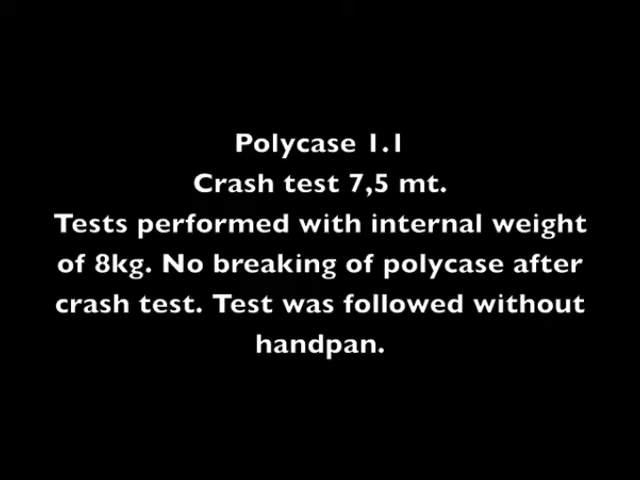 Polycase 1.1
Crash test 7,5 mt.
Tests performed with internal weight
of 8kg. No breaking of polycase after
crash test. Test was followed without
handpan.